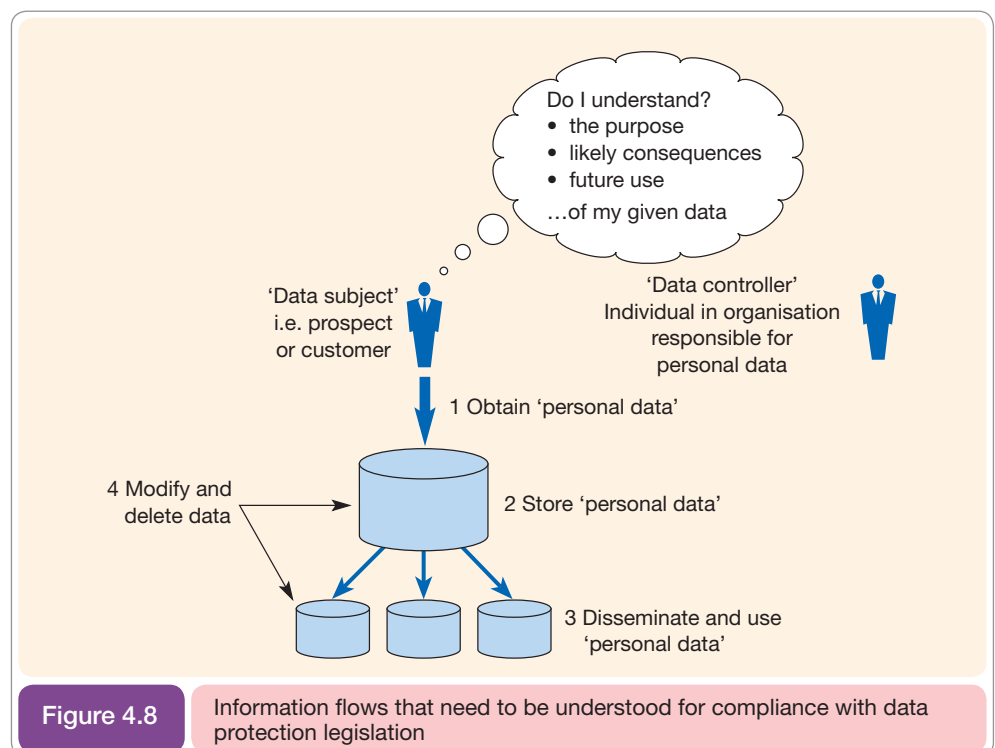 Do I understand?
• the purpose
• likely consequences
• future use
…of my given data
‘Data subject’
i.e. prospect
or customer
‘Data controller’
Individual in organisation
responsible for
personal data
1 Obtain ‘personal data’
4 Modify and
delete data
2 Store ‘personal data’
3 Disseminate and use
‘personal data’
Figure 4.8
Information flows that need to be understood for compliance with data
protection legislation